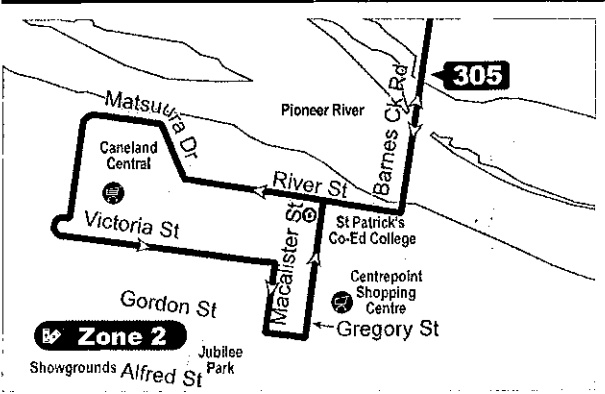 305
Barnes Ck Rd
Pioneer River
Matsuura Dr
Caneland
Central
River St
Victoria St
Macalister St
St Patrick's
Co-Ed College
Centrepoint
Shopping
Centre
Gordon St
Gregory St
Zone 2
Jubilee
Park
Showgrounds
Alfred St